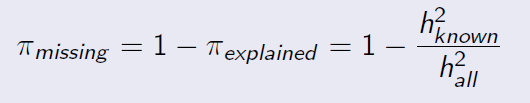 π_missing = 1 − π_explained = 1 − h²_known / h²_all